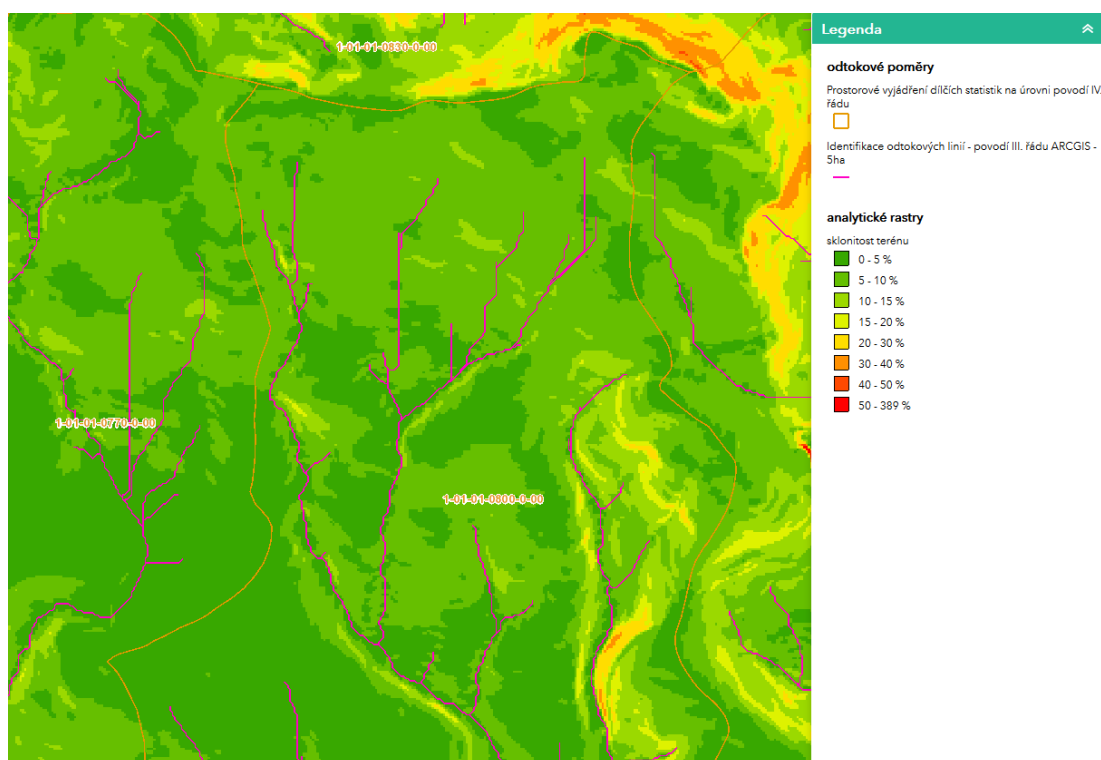 1-01-01-0830-0-00
1-01-01-0770-0-00
1-01-01-0800-0-00
Legenda
odtokové poměry
Prostorové vyjádření dílčích statistik na úrovni povodí IV.
řádu
Identifikace odtokových linií - povodí III. řádu ARCGIS -
5ha
analytické rastry
sklonitost terénu
0 - 5 %
5 - 10 %
10 - 15 %
15 - 20 %
20 - 30 %
30 - 40 %
40 - 50 %
50 - 389 %